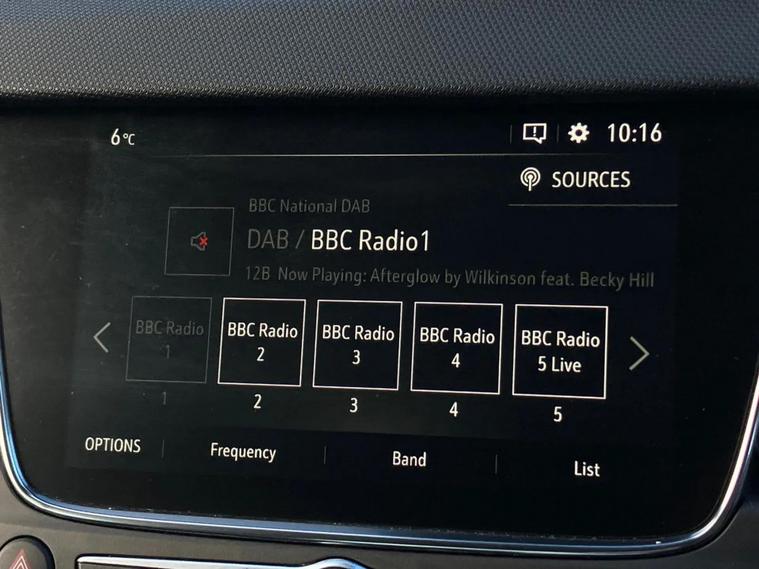 6°C
10:16
SOURCES
BBC National DAB
DAB / BBC Radio1
12B Now Playing: Afterglow by Wilkinson feat. Becky Hill
BBC Radio 1
BBC Radio 2
BBC Radio 3
BBC Radio 4
BBC Radio 5 Live
1 2 3 4 5
OPTIONS Frequency Band List